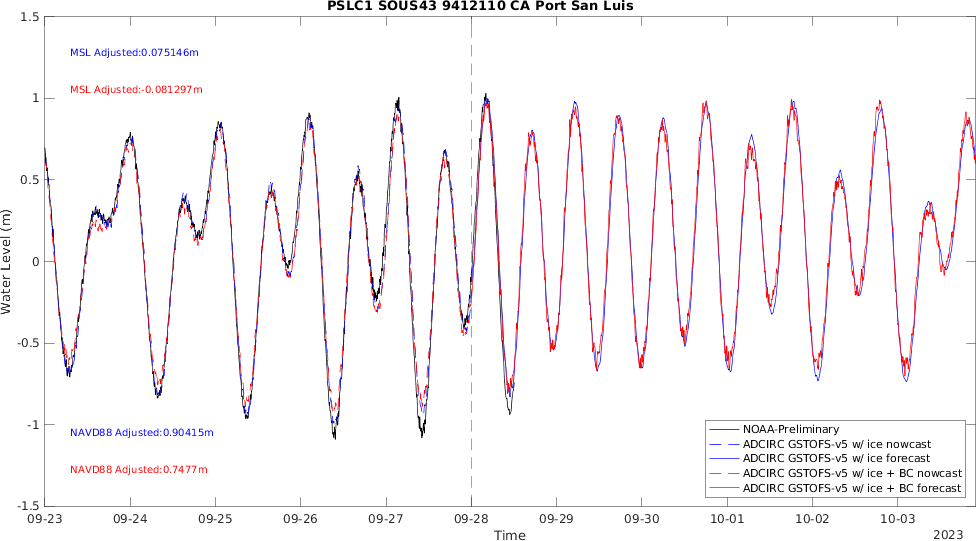 PSLC1 SOUS43 9412110 CA Port San Luis
1.5
MSL Adjusted:0.075146m
MSL Adjusted:-0.081297m
1
0.5
0
-0.5
-1
-1.5
Water Level (m)
NAVD88 Adjusted:0.90415m
NAVD88 Adjusted:0.7477m
NOAA-Preliminary
ADCIRC GSTOFS-v5 w/ ice nowcast
ADCIRC GSTOFS-v5 w/ ice forecast
ADCIRC GSTOFS-v5 w/ ice + BC nowcast
ADCIRC GSTOFS-v5 w/ ice + BC forecast
09-23 09-24 09-25 09-26 09-27 09-28 09-29 09-30 10-01 10-02 10-03
Time
2023